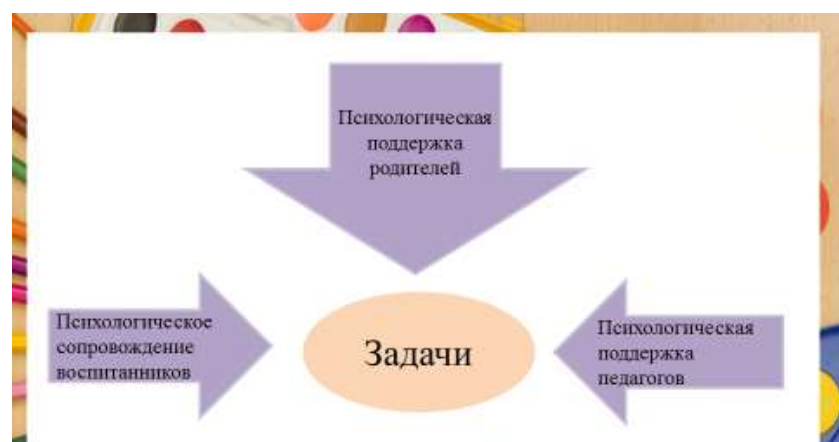 Психологическая
поддержка
родителей
Психологическое
сопровождение
воспитанников
Задачи
Психологическая
поддержка
педагогов